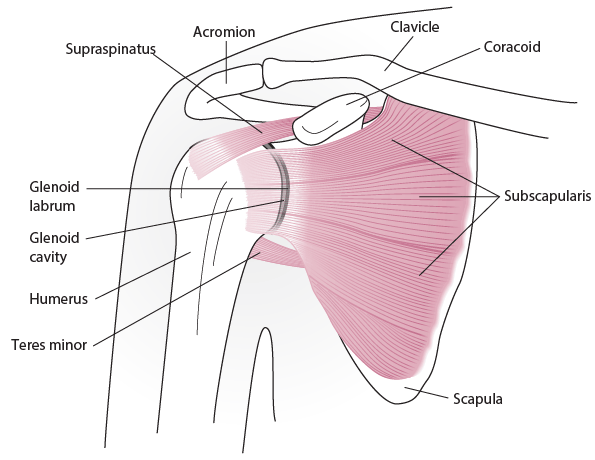 Clavicle
Acromion
Supraspinatus
Coracoid
Glenoid
labrum
Subscapularis
Glenoid
cavity
Humerus
Teres minor
Scapula